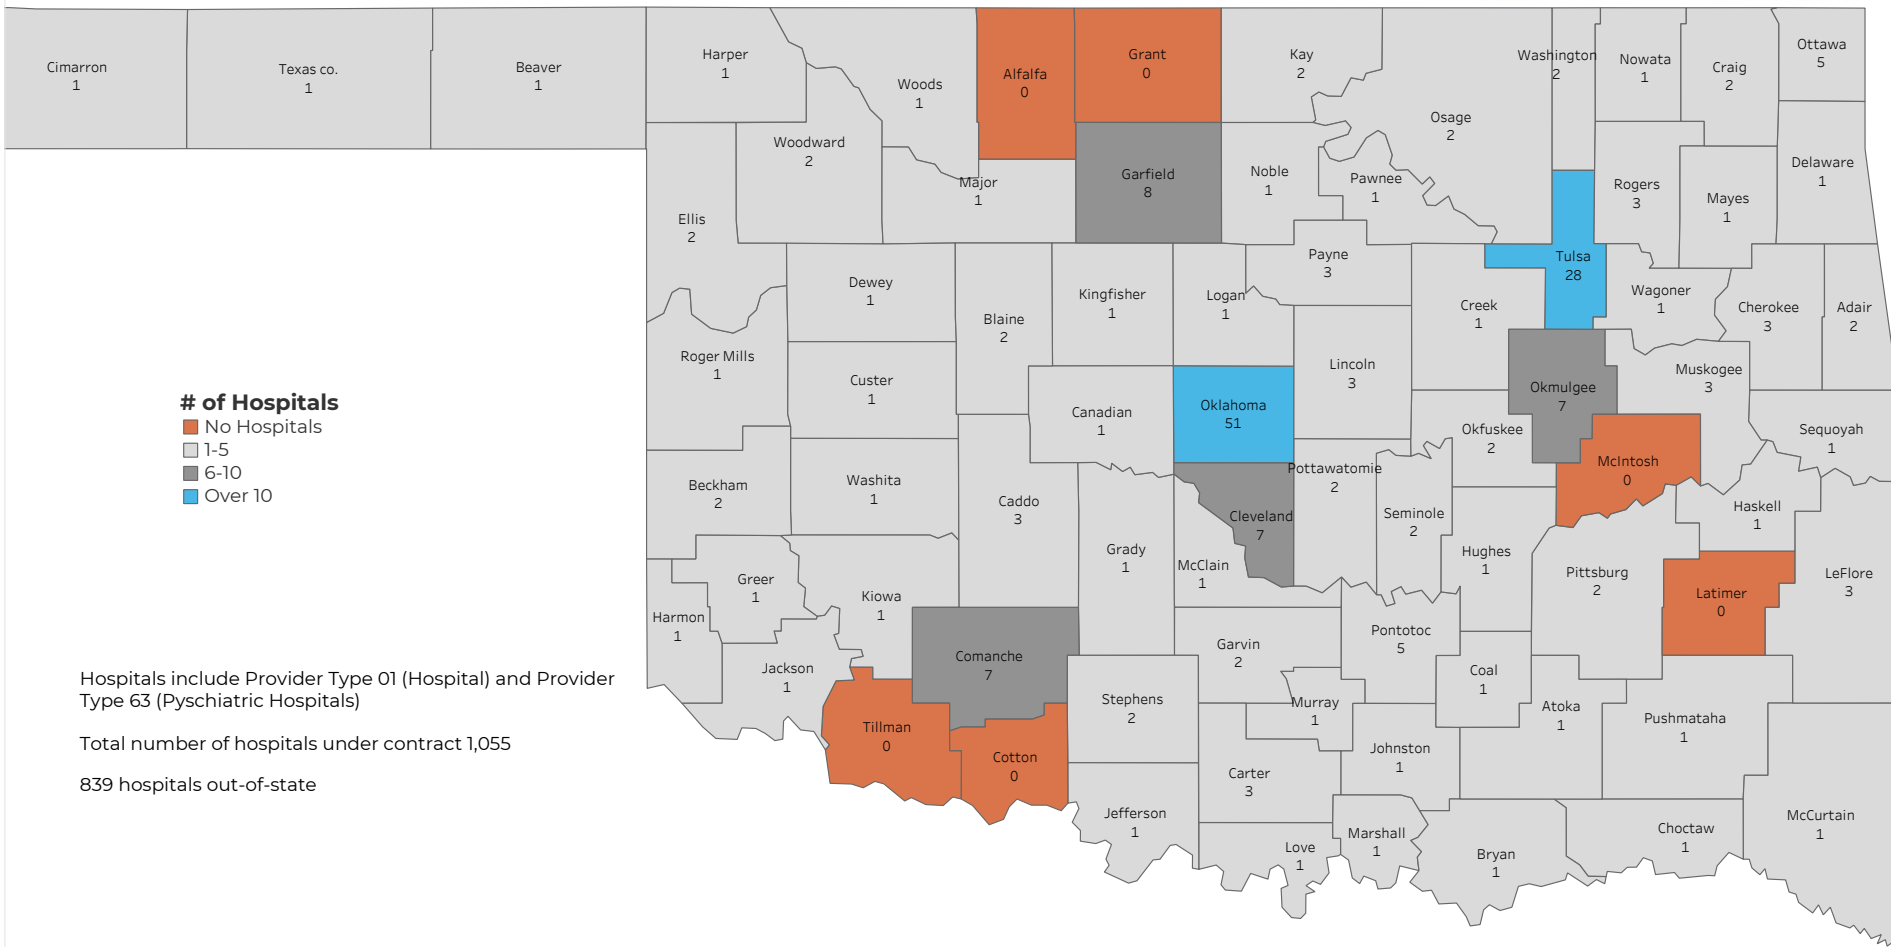 Cimarron
1
Texas co.
1
Beaver
1
Harper
1
Woods
1
Alfalfa
0
Grant
0
Kay
2
Osage
2
Washington
2
Nowata
1
Craig
2
Ottawa
5
Woodward
2
Major
1
Garfield
8
Noble
1
Pawnee
1
Rogers
3
Mayes
1
Delaware
1
Ellis
2
Dewey
1
Blaine
2
Kingfisher
1
Logan
1
Payne
3
Creek
1
Tulsa
28
Wagoner
1
Cherokee
3
Adair
2
Roger Mills
1
Custer
1
Canadian
1
Oklahoma
51
Lincoln
3
Okmulgee
7
Muskogee
3
# of Hospitals
No Hospitals
1-5
6-10
Over 10
Okfuskee
2
McIntosh
0
Sequoyah
1
Beckham
2
Washita
1
Caddo
3
Pottawatomie
2
Cleveland
7
Seminole
2
Haskell
1
Grady
1
McClain
1
Hughes
1
Pittsburg
2
Latimer
0
LeFlore
3
Greer
1
Harmon
1
Kiowa
1
Comanche
7
Garvin
2
Pontotoc
5
Coal
1
Jackson
1
Hospitals include Provider Type 01 (Hospital) and Provider
Type 63 (Pyschiatric Hospitals)
Total number of hospitals under contract 1,055
839 hospitals out-of-state
Tillman
0
Cotton
0
Stephens
2
Murray
1
Atoka
1
Pushmataha
1
Johnston
1
Carter
3
Jefferson
1
Love
1
Marshall
1
Bryan
1
Choctaw
1
McCurtain
1